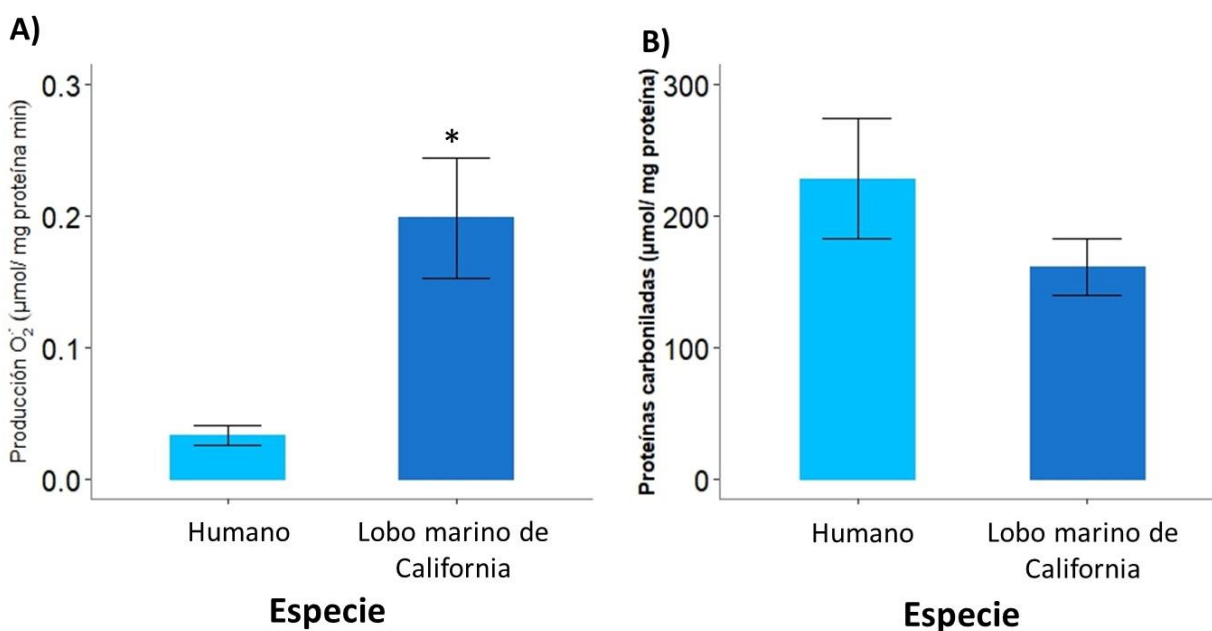 A)
Producción O₂•⁻ (µmol/ mg proteína min)
0.3
0.2
0.1
0.0
*
Humano
Lobo marino de
California
Especie
B)
Proteínas carboniladas (µmol/ mg proteína)
300
200
100
0
Humano
Lobo marino de
California
Especie